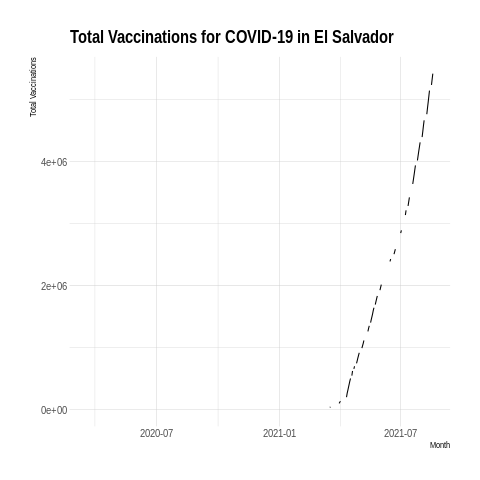 Total Vaccinations for COVID-19 in El Salvador
Total Vaccinations
4e+06
2e+06
0e+00
2020-07
2021-01
2021-07
Month